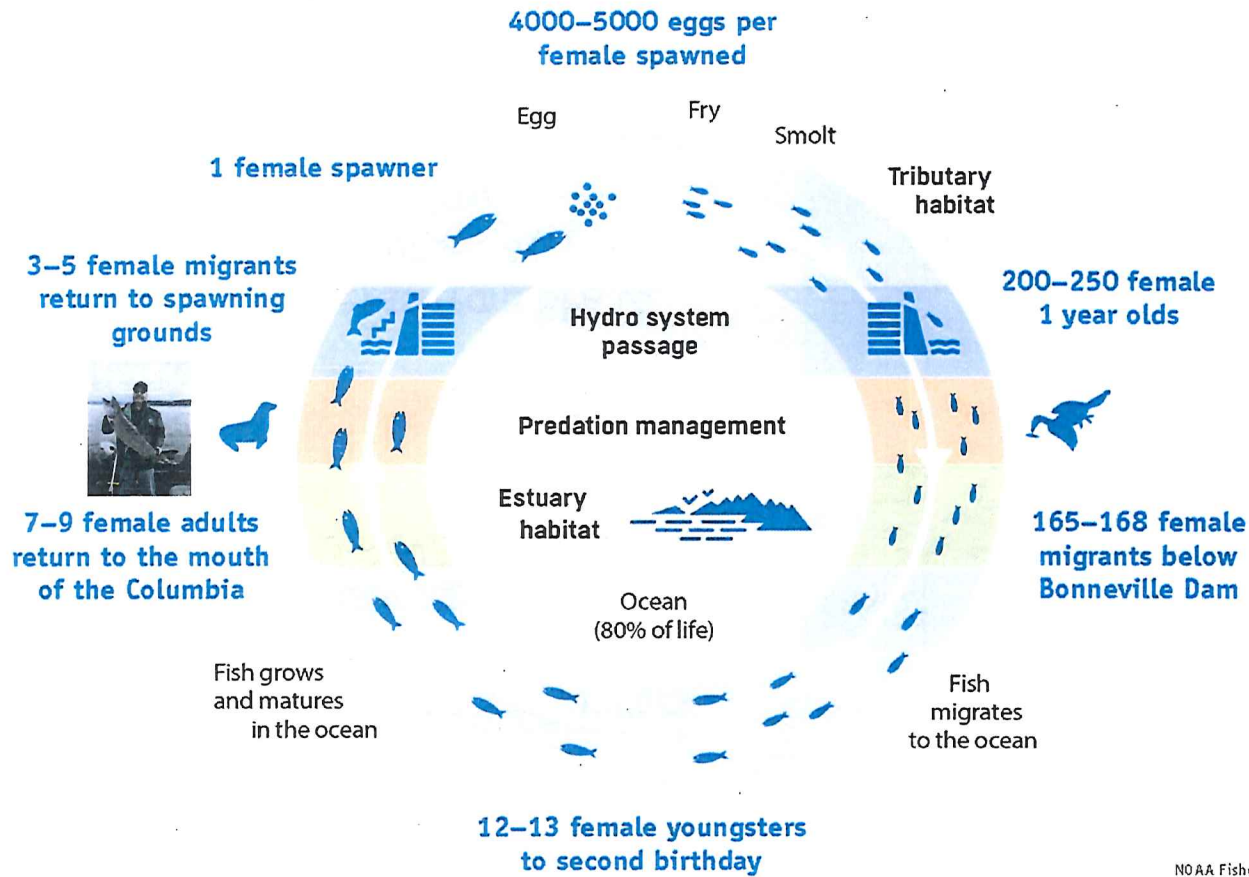 4000–5000 eggs per
female spawned
Egg
Fry
Smolt
1 female spawner
Tributary
habitat
3–5 female migrants
return to spawning
grounds
200–250 female
1 year olds
Hydro system
passage
Predation management
Estuary
habitat
7–9 female adults
return to the mouth
of the Columbia
165–168 female
migrants below
Bonneville Dam
Ocean
(80% of life)
Fish grows
and matures
in the ocean
Fish
migrates
to the ocean
12–13 female youngsters
to second birthday
NOAA